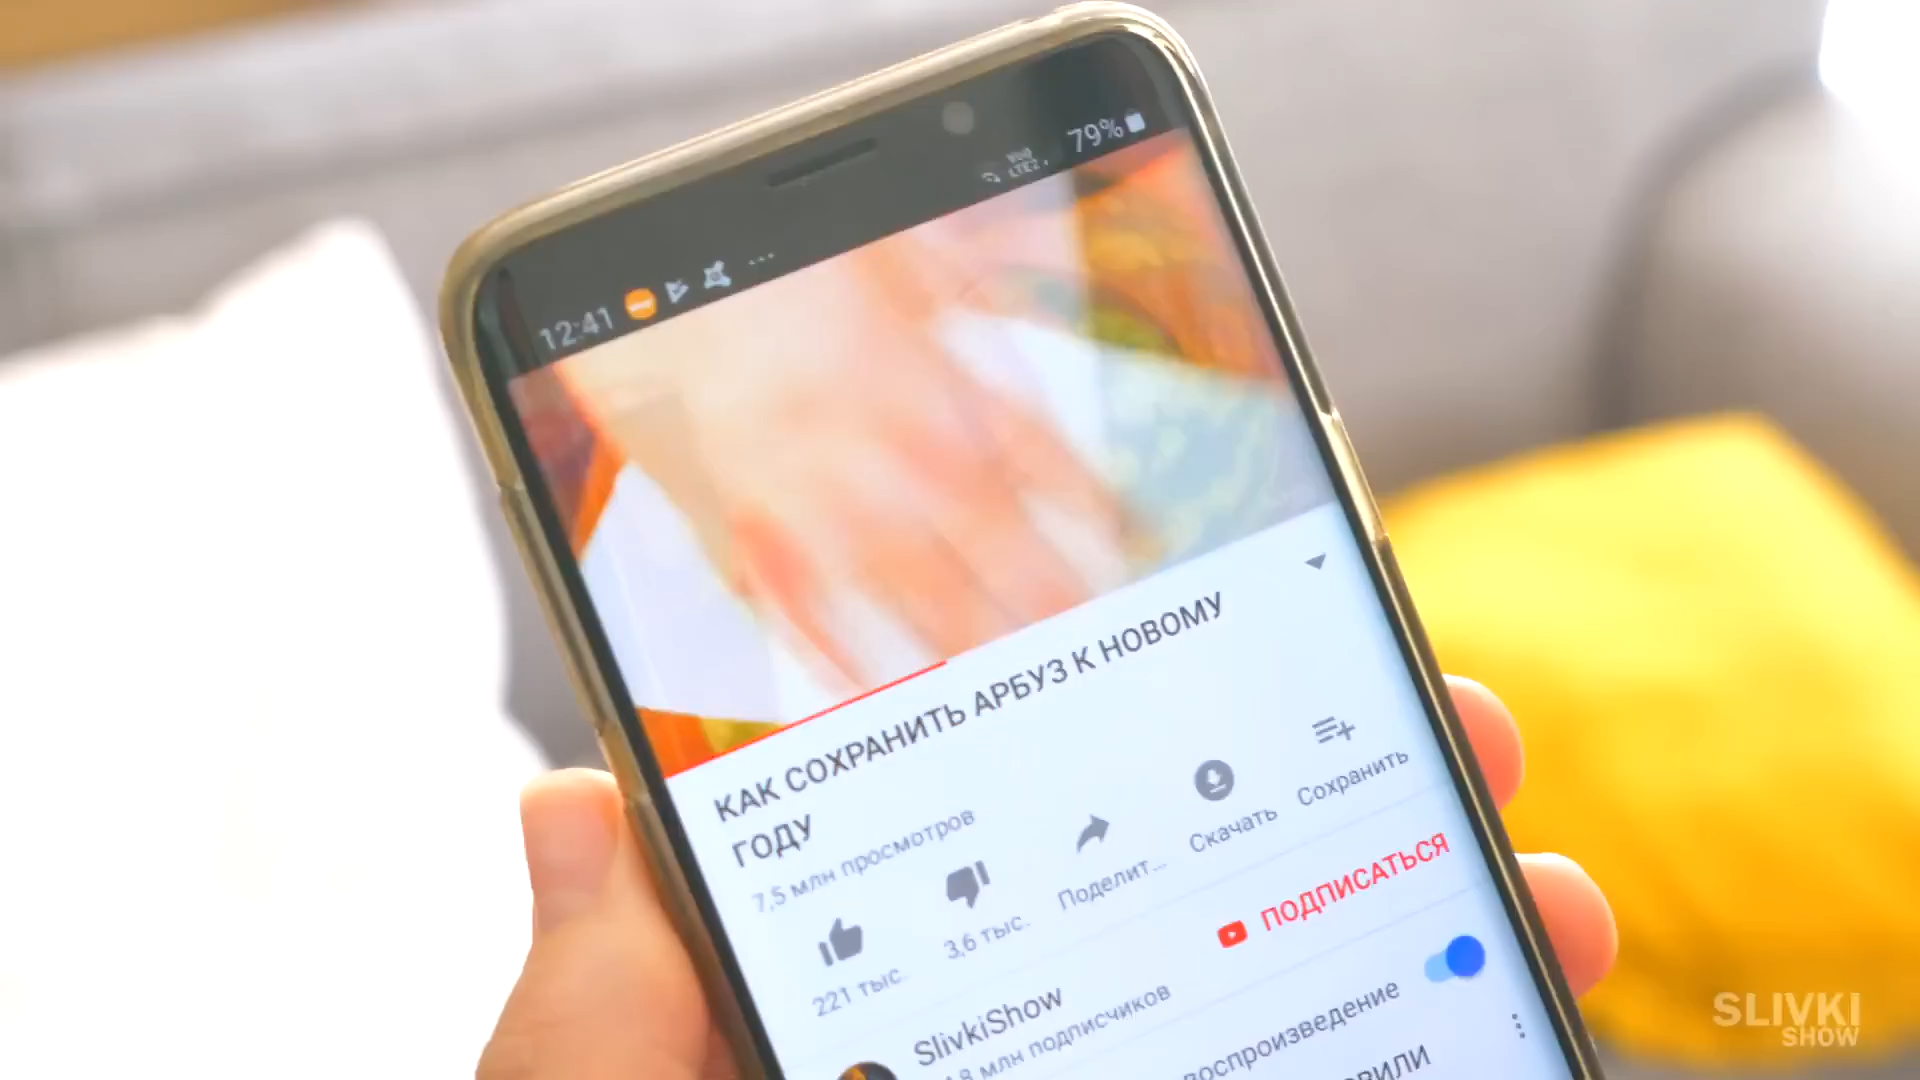 12:41
79%
КАК СОХРАНИТЬ АРБУЗ К НОВОМУ
ГОДУ
7,5 млн просмотров
221 тыс.
3,6 тыс.
Поделит...
Скачать
Сохранить
SlivkiShow
млн подписчиков
ПОДПИСАТЬСЯ
SLIVKI
SHOW